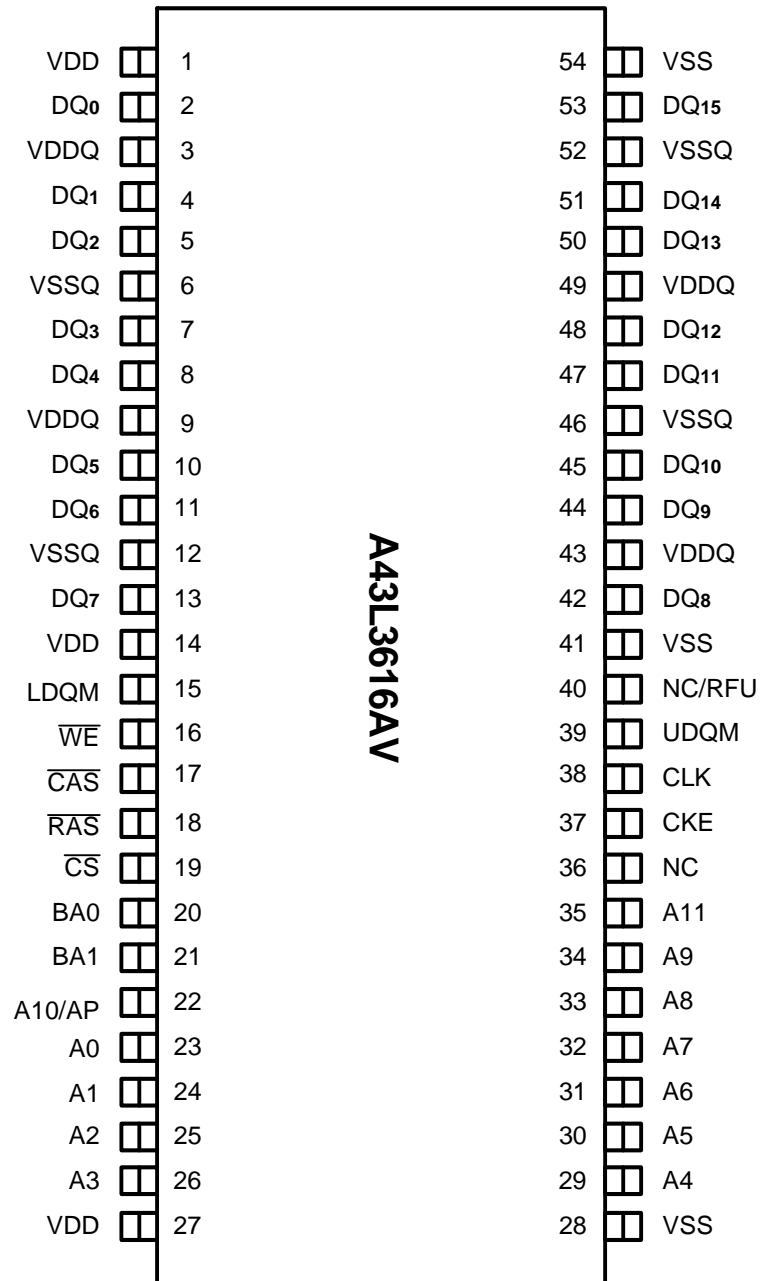 VDD 1 54 VSS
DQ0 2 53 DQ15
VDDQ 3 52 VSSQ
DQ1 4 51 DQ14
DQ2 5 50 DQ13
VSSQ 6 49 VDDQ
DQ3 7 48 DQ12
DQ4 8 47 DQ11
VDDQ 9 46 VSSQ
DQ5 10 45 DQ10
DQ6 11 44 DQ9
VSSQ 12 43 VDDQ
DQ7 13 42 DQ8
VDD 14 41 VSS
LDQM 15 40 NC/RFU
W̅E̅ 16 39 UDQM
C̅A̅S̅ 17 38 CLK
R̅A̅S̅ 18 37 CKE
C̅S̅ 19 36 NC
BA0 20 35 A11
BA1 21 34 A9
A10/AP 22 33 A8
A0 23 32 A7
A1 24 31 A6
A2 25 30 A5
A3 26 29 A4
VDD 27 28 VSS
A43L3616AV